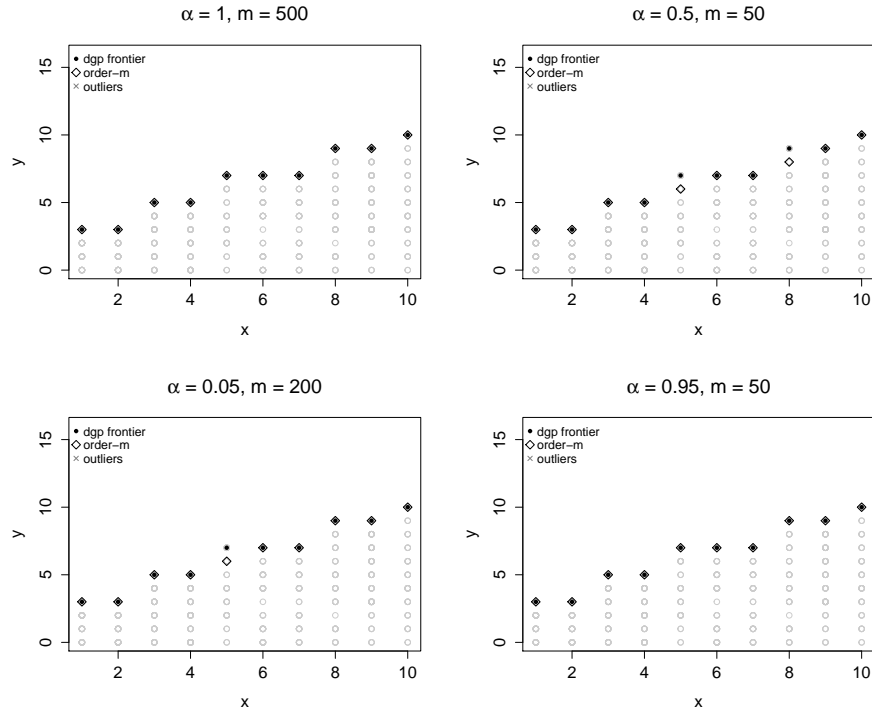 α = 1, m = 500
dgp frontier
order−m
outliers
y
15
10
5
0
2 4 6 8 10
x
α = 0.5, m = 50
dgp frontier
order−m
outliers
y
15
10
5
0
2 4 6 8 10
x
α = 0.05, m = 200
dgp frontier
order−m
outliers
y
15
10
5
0
2 4 6 8 10
x
α = 0.95, m = 50
dgp frontier
order−m
outliers
y
15
10
5
0
2 4 6 8 10
x